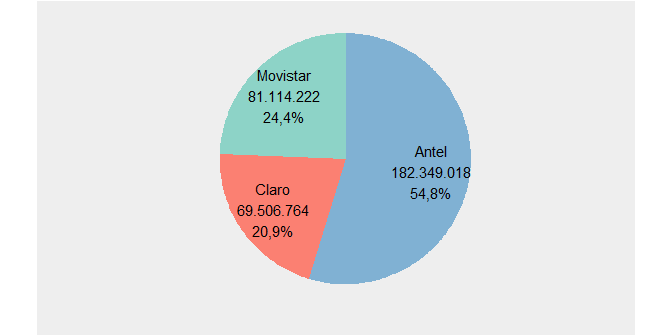 Movistar
81.114.222
24,4%
Antel
182.349.018
54,8%
Claro
69.506.764
20,9%